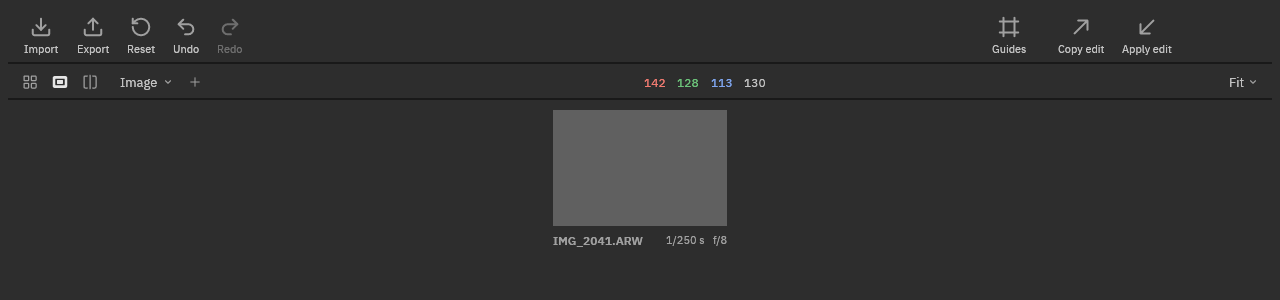 Import Export Reset Undo Redo Guides Copy edit Apply edit
Image 142 128 113 130 Fit
IMG_2041.ARW 1/250 s f/8